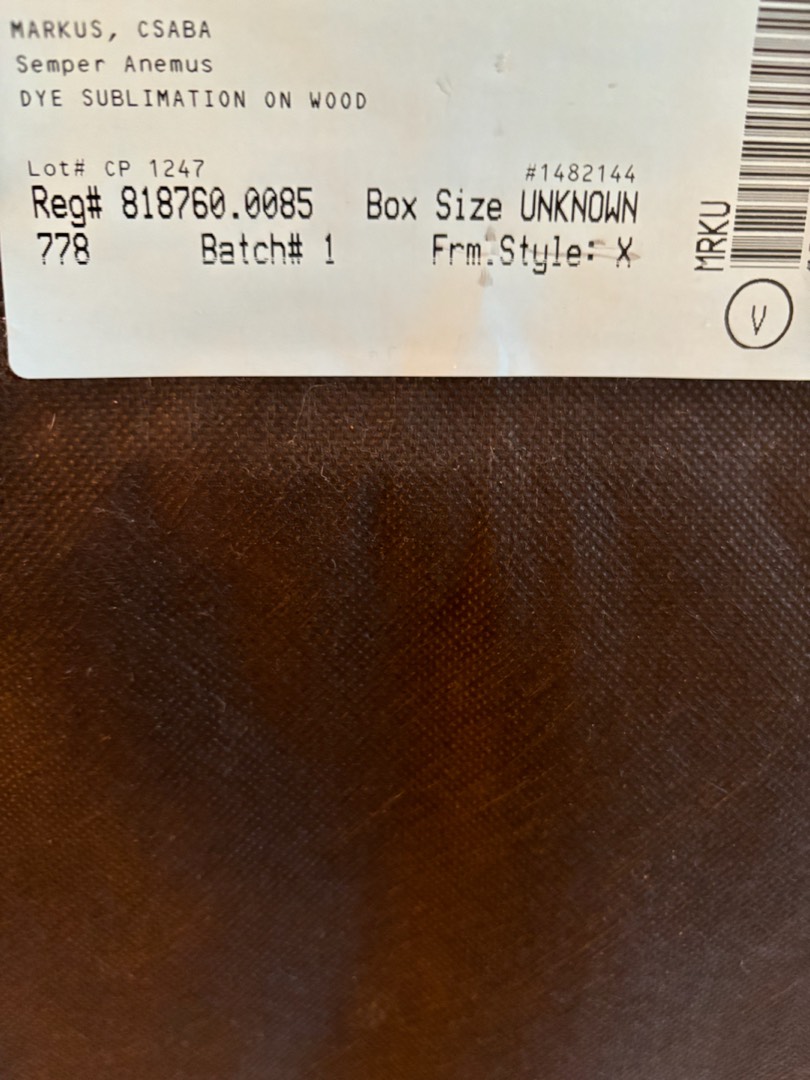 MARKUS, CSABA
Semper Anemus
DYE SUBLIMATION ON WOOD
Lot# CP 1247 #1482144
Reg# 818760.0085 Box Size UNKNOWN
778 Batch# 1 Frm.Style: X
MRKU
V